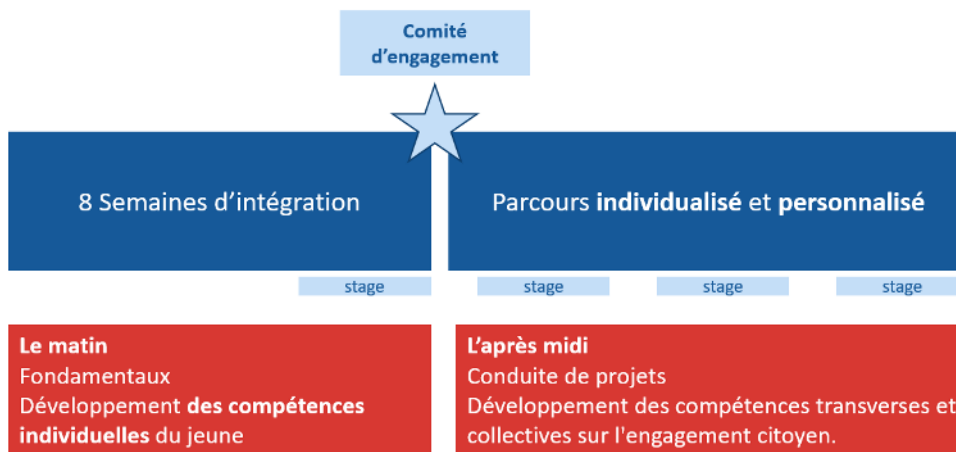 Comité
d'engagement
8 Semaines d'intégration
Parcours individualisé et personnalisé
stage
stage
stage
stage
Le matin
Fondamentaux
Développement des compétences
individuelles du jeune
L'après midi
Conduite de projets
Développement des compétences transverses et
collectives sur l'engagement citoyen.